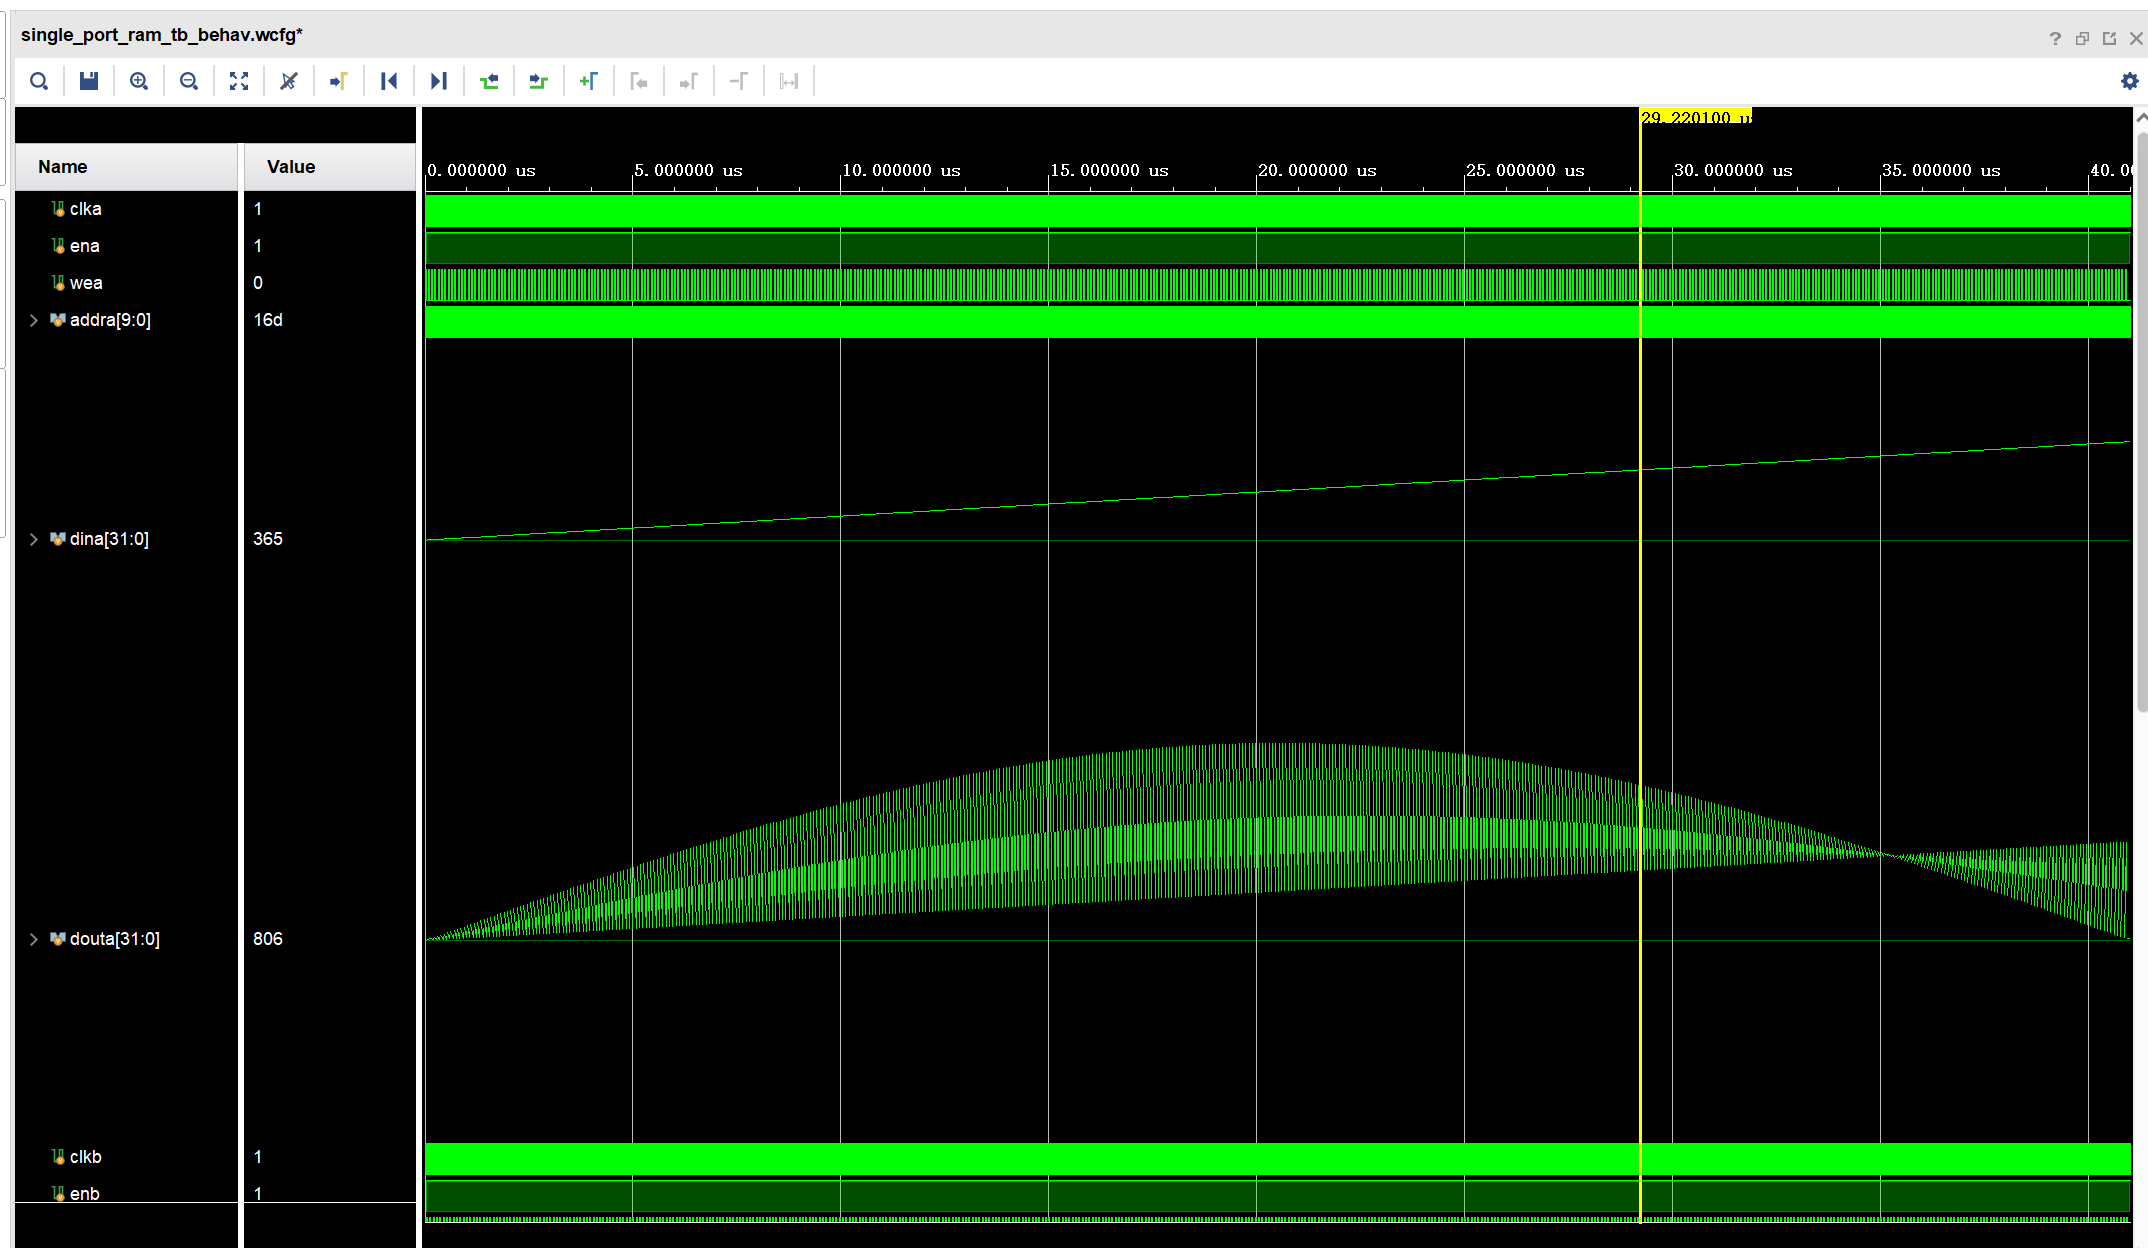 single_port_ram_tb_behav.wcfg*
29.220100 u
Name Value
0.000000 us 5.000000 us 10.000000 us 15.000000 us 20.000000 us 25.000000 us 30.000000 us 35.000000 us 40.00
clka 1
ena 1
wea 0
addra[9:0] 16d
dina[31:0] 365
douta[31:0] 806
clkb 1
enb 1